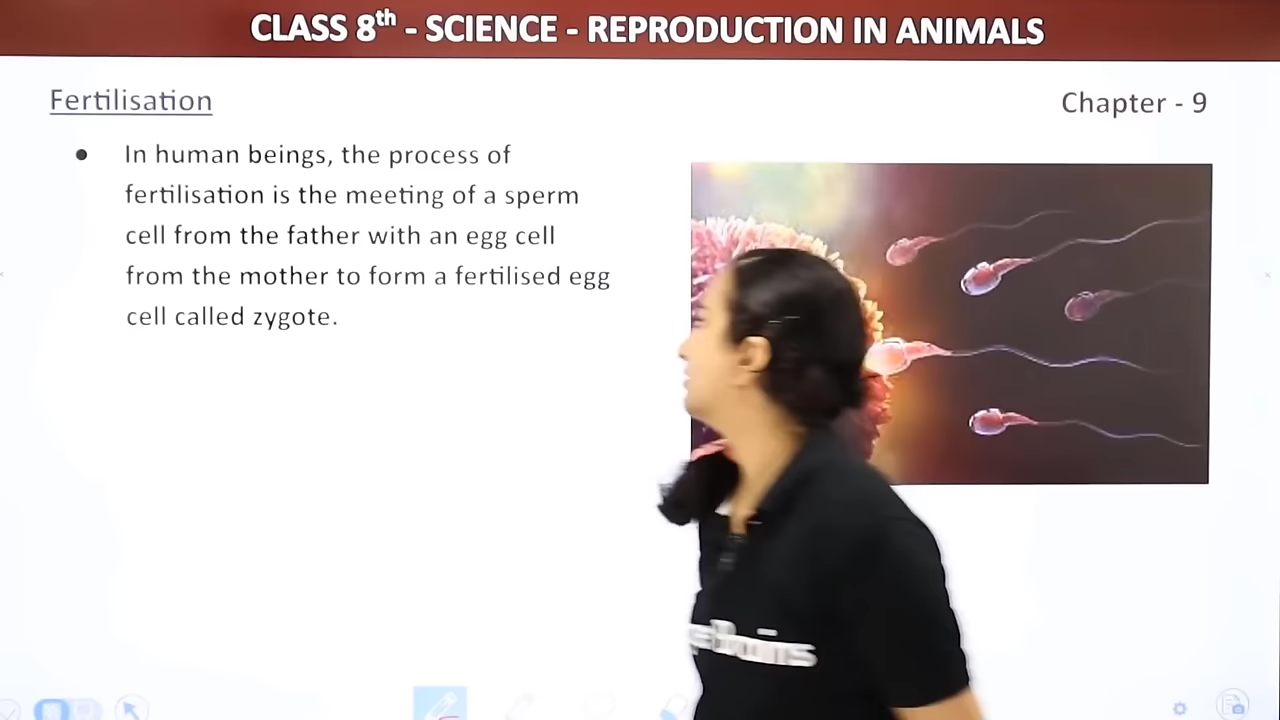 CLASS 8th - SCIENCE - REPRODUCTION IN ANIMALS
Fertilisation
Chapter - 9
● In human beings, the process of
fertilisation is the meeting of a sperm
cell from the father with an egg cell
from the mother to form a fertilised egg
cell called zygote.